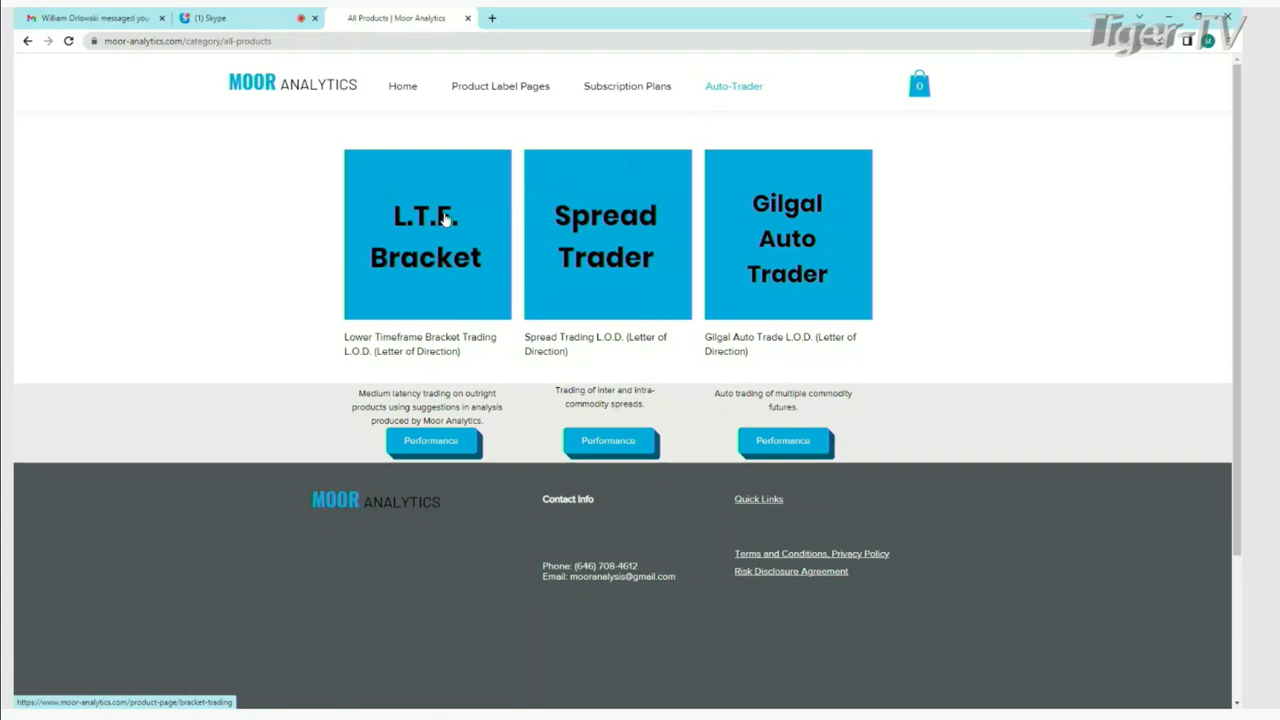 William Orlowski messaged you
(1) Skype
All Products | Moor Analytics
Tiger-TV
moor-analytics.com/category/all-products
MOOR ANALYTICS
Home
Product Label Pages
Subscription Plans
Auto-Trader
0
L.T.F.
Bracket
Spread
Trader
Gilgal
Auto
Trader
Lower Timeframe Bracket Trading
L.O.D. (Letter of Direction)
Spread Trading L.O.D. (Letter of
Direction)
Gilgal Auto Trade L.O.D. (Letter of
Direction)
Medium latency trading on outright
products using suggestions in analysis
produced by Moor Analytics.
Trading of inter and intra-
commodity spreads.
Auto trading of multiple commodity
futures.
Performance
Performance
Performance
MOOR ANALYTICS
Contact Info
Phone: (646) 708-4612
Email: mooranalysis@gmail.com
Quick Links
Terms and Conditions, Privacy Policy
Risk Disclosure Agreement
https://www.moor-analytics.com/product-page/bracket-trading